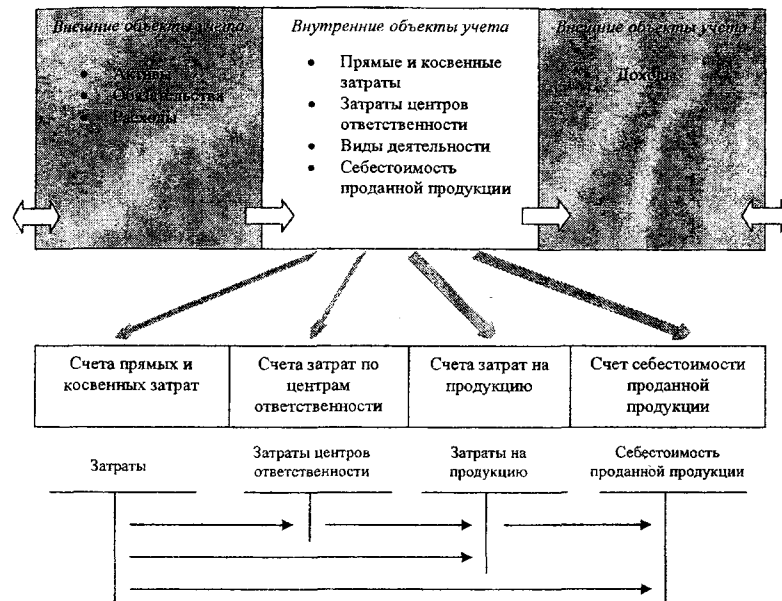 Внешние объекты учета
• Активы
• Обязательства
• Расходы
Внутренние объекты учета
• Прямые и косвенные
затраты
• Затраты центров
ответственности
• Виды деятельности
• Себестоимость
проданной продукции
Внешние объекты учета
Доходы
Счета прямых и
косвенных затрат
Счета затрат по
центрам
ответственности
Счета затрат на
продукцию
Счет себестоимости
проданной
продукции
Затраты
Затраты центров
ответственности
Затраты на
продукцию
Себестоимость
проданной продукции